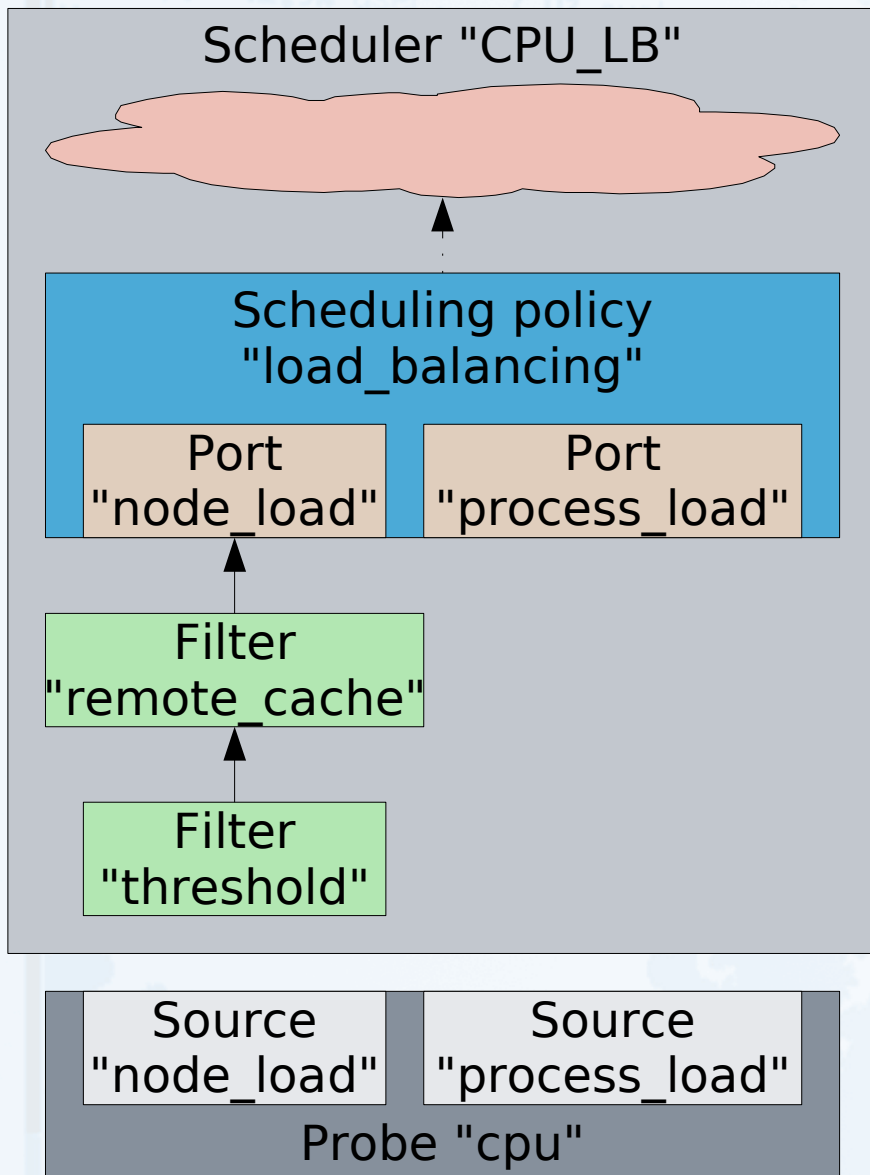 Scheduler "CPU_LB"
Scheduling policy
"load_balancing"
Port
"node_load"
Port
"process_load"
Filter
"remote_cache"
Filter
"threshold"
Source
"node_load"
Source
"process_load"
Probe "cpu"